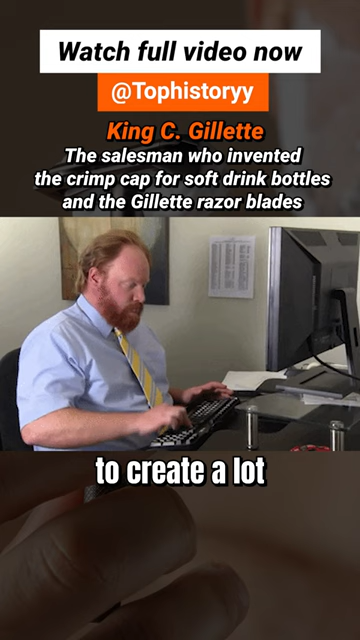 Watch full video now
@Tophistoryy
King C. Gillette
The salesman who invented
the crimp cap for soft drink bottles
and the Gillette razor blades
to create a lot